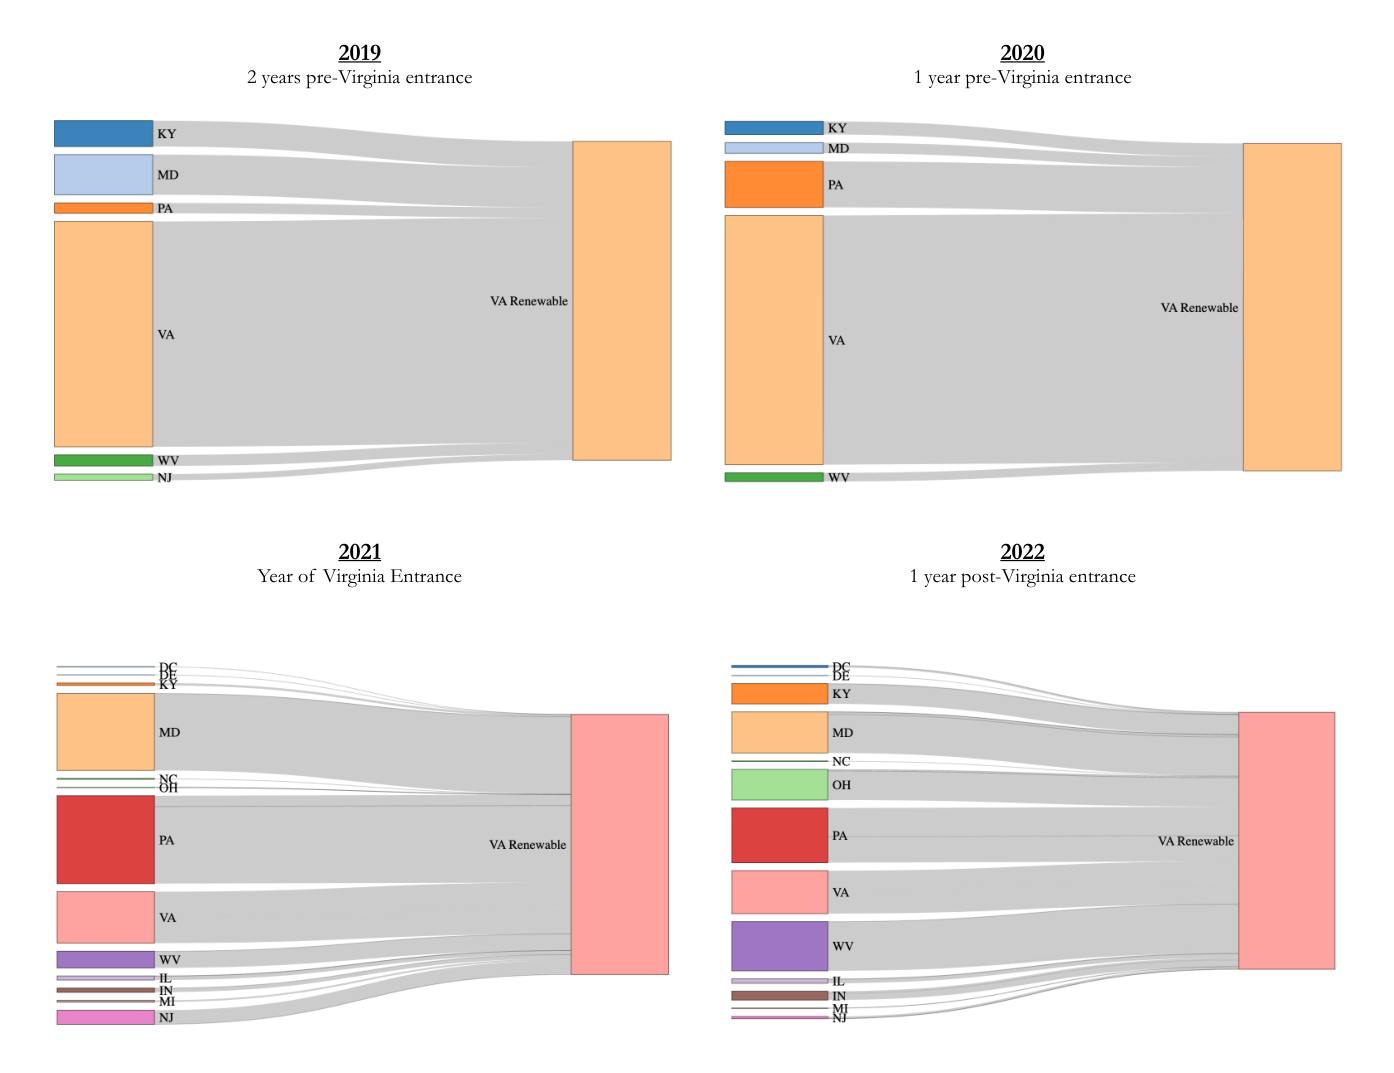 2019
2 years pre-Virginia entrance
KY
MD
PA
VA
VA Renewable
WV
NJ
2020
1 year pre-Virginia entrance
KY
MD
PA
VA
VA Renewable
WV
2021
Year of Virginia Entrance
DC
DE
KY
MD
NC
OH
PA
VA Renewable
VA
WV
IL
IN
MI
NJ
2022
1 year post-Virginia entrance
DC
DE
KY
MD
NC
OH
PA
VA Renewable
VA
WV
IL
IN
MI
NJ